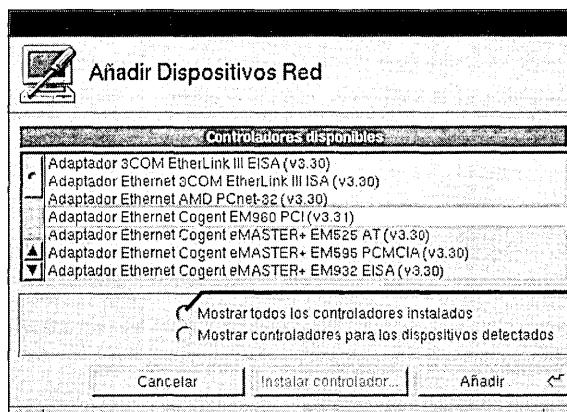 Añadir Dispositivos Red
Controladores disponibles
Adaptador 3COM EtherLink III EISA (v3.30)
Adaptador Ethernet 3COM EtherLink III ISA (v3.30)
Adaptador Ethernet AMD PCnet-32 (v3.30)
Adaptador Ethernet Cogent EM960 PCI (v3.31)
Adaptador Ethernet Cogent eMASTER+ EM525 AT (v3.30)
Adaptador Ethernet Cogent eMASTER+ EM595 PCMCIA (v3.30)
Adaptador Ethernet Cogent eMASTER+ EM932 EISA (v3.30)
Mostrar todos los controladores instalados
Mostrar controladores para los dispositivos detectados
Cancelar Instalar controlador... Añadir